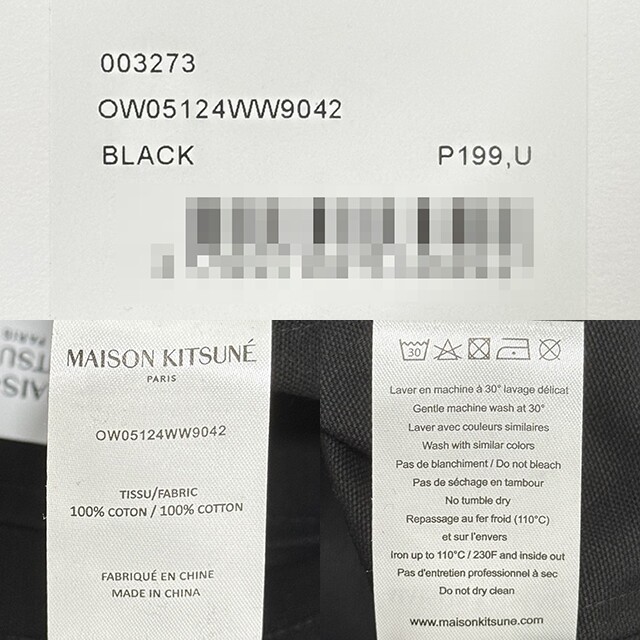 003273
OW05124WW9042
BLACK P199,U
MAISON KITSUNÉ
PARIS
OW05124WW9042
TISSU/FABRIC
100% COTON / 100% COTTON
FABRIQUÉ EN CHINE
MADE IN CHINA
30
Laver en machine à 30° lavage délicat
Gentle machine wash at 30°
Laver avec couleurs similaires
Wash with similar colors
Pas de blanchiment / Do not bleach
Pas de séchage en tambour
No tumble dry
Repassage au fer froid (110°C)
et sur l'envers
Iron up to 110°C / 230F and inside out
Pas d'entretien professionnel à sec
Do not dry clean
www.maisonkitsune.com